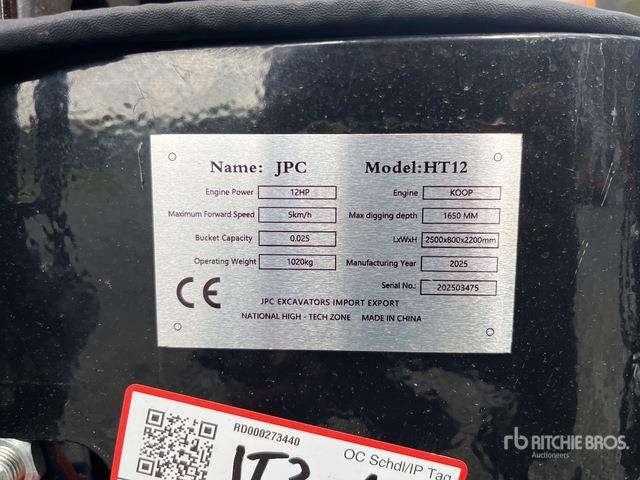 Name: JPC Model:HT12
Engine Power 12HP Engine KOOP
Maximum Forward Speed 5km/h Max digging depth 1650 MM
Bucket Capacity 0.025 LxWxH 2500x800x2200mm
Operating Weight 1020kg Manufacturing Year 2025
Serial No.: 202503475
CE
JPC EXCAVATORS IMPORT EXPORT
NATIONAL HIGH - TECH ZONE MADE IN CHINA
RD000273440
OC Schdl/IP Tag
rb RITCHIE BROS.
Auctioneers